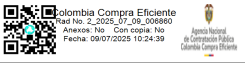 Colombia Compra Eficiente
Rad No. 2_2025_07_09_006860
Anexos: No   Con copia: No
Fecha: 09/07/2025 10:24:39
Agencia Nacional
de Contratación Pública
Colombia Compra Eficiente